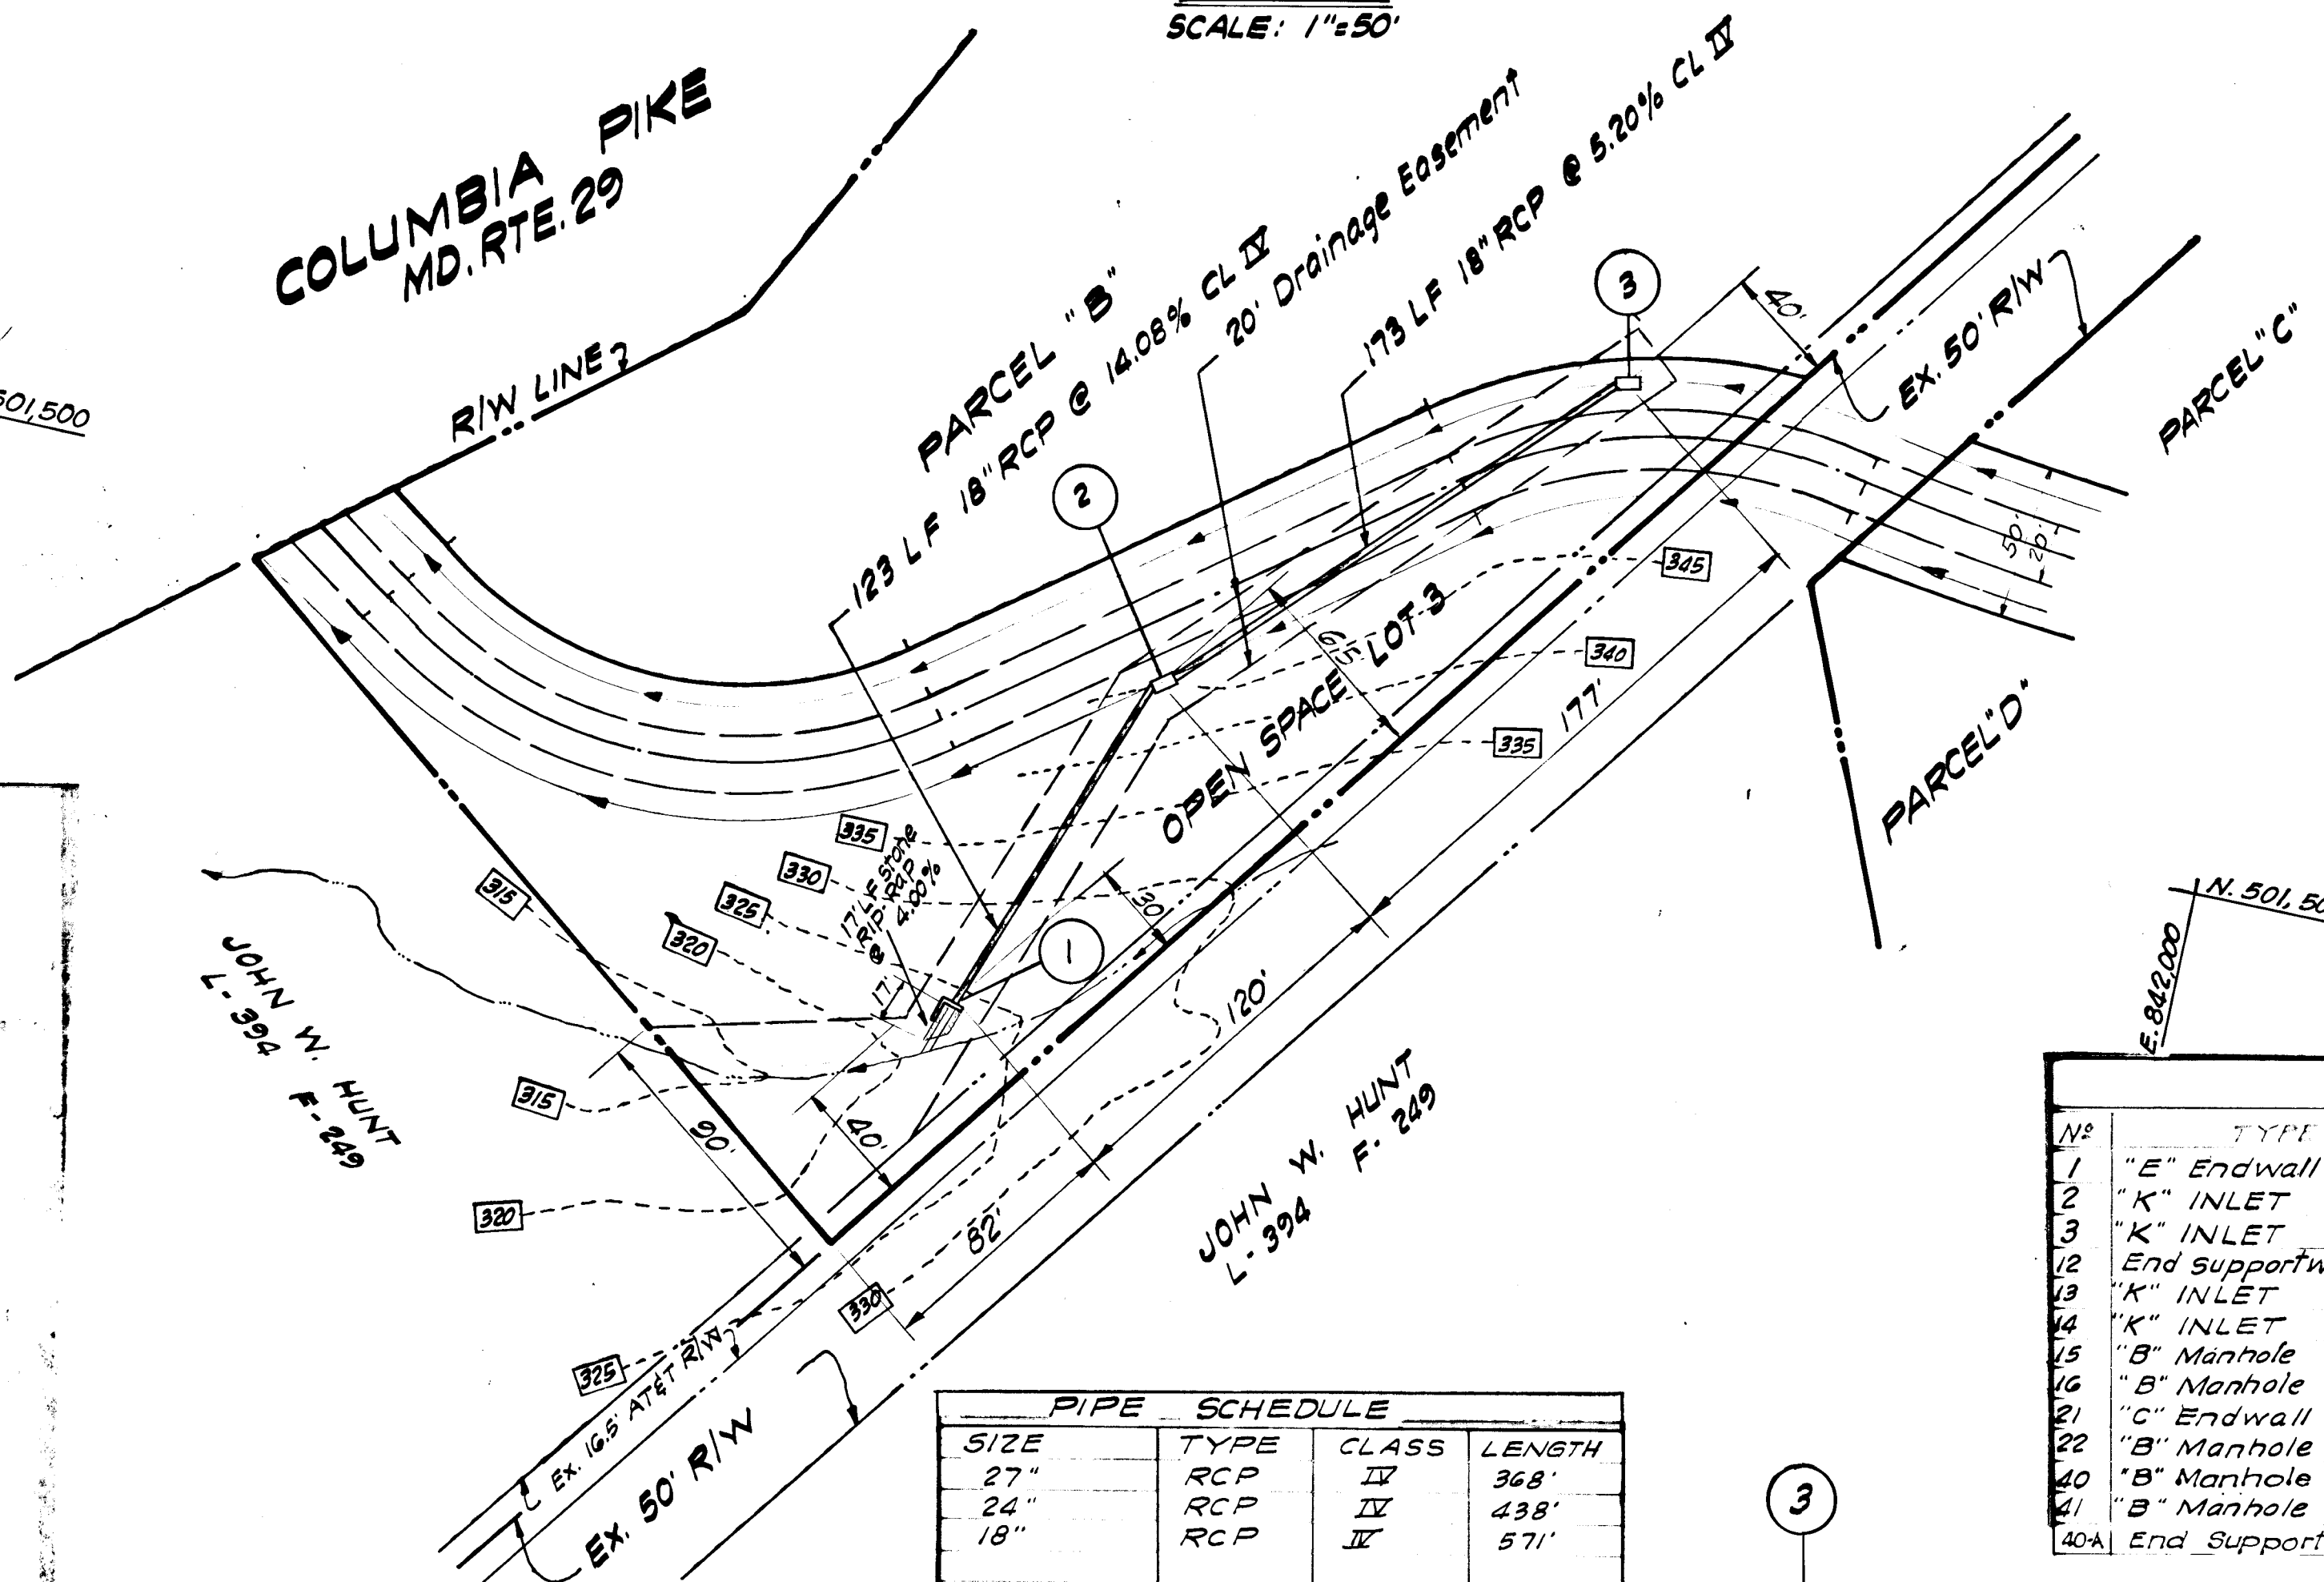 SCALE: 1"=50'
COLUMBIA PIKE
MD. RTE. 29
R/W LINE
501,500
PARCEL "B"
123 LF 18" RCP @ 14.08% CL IV
20' Drainage Easement
173 LF 18" RCP @ 5.20% CL IV
3
40'
EX. 50' R/W
PARCEL "C"
2
50'
20'
345
65'
OPEN SPACE LOT 3
340
177'
335
PARCEL "D"
335
330
325
320
315
17' LF Stone
RIP-RAP
@ 4.00%
17'
30'
1
120'
N. 501, 50
E. 842,000
JOHN W. HUNT
L-394 F-249
315
90'
40'
320
82'
330
JOHN W. HUNT
L-394 F-249
325
Ex. 16.5' AT&T R/W
EX. 50' R/W
PIPE SCHEDULE
SIZE TYPE CLASS LENGTH
27" RCP IV 368'
24" RCP IV 438'
18" RCP IV 571'
3
Nº TYPE
1 "E" Endwall
2 "K" INLET
3 "K" INLET
12 End Supportw
13 "K" INLET
14 "K" INLET
15 "B" Manhole
16 "B" Manhole
21 "C" Endwall
22 "B" Manhole
40 "B" Manhole
41 "B" Manhole
40-A End Support